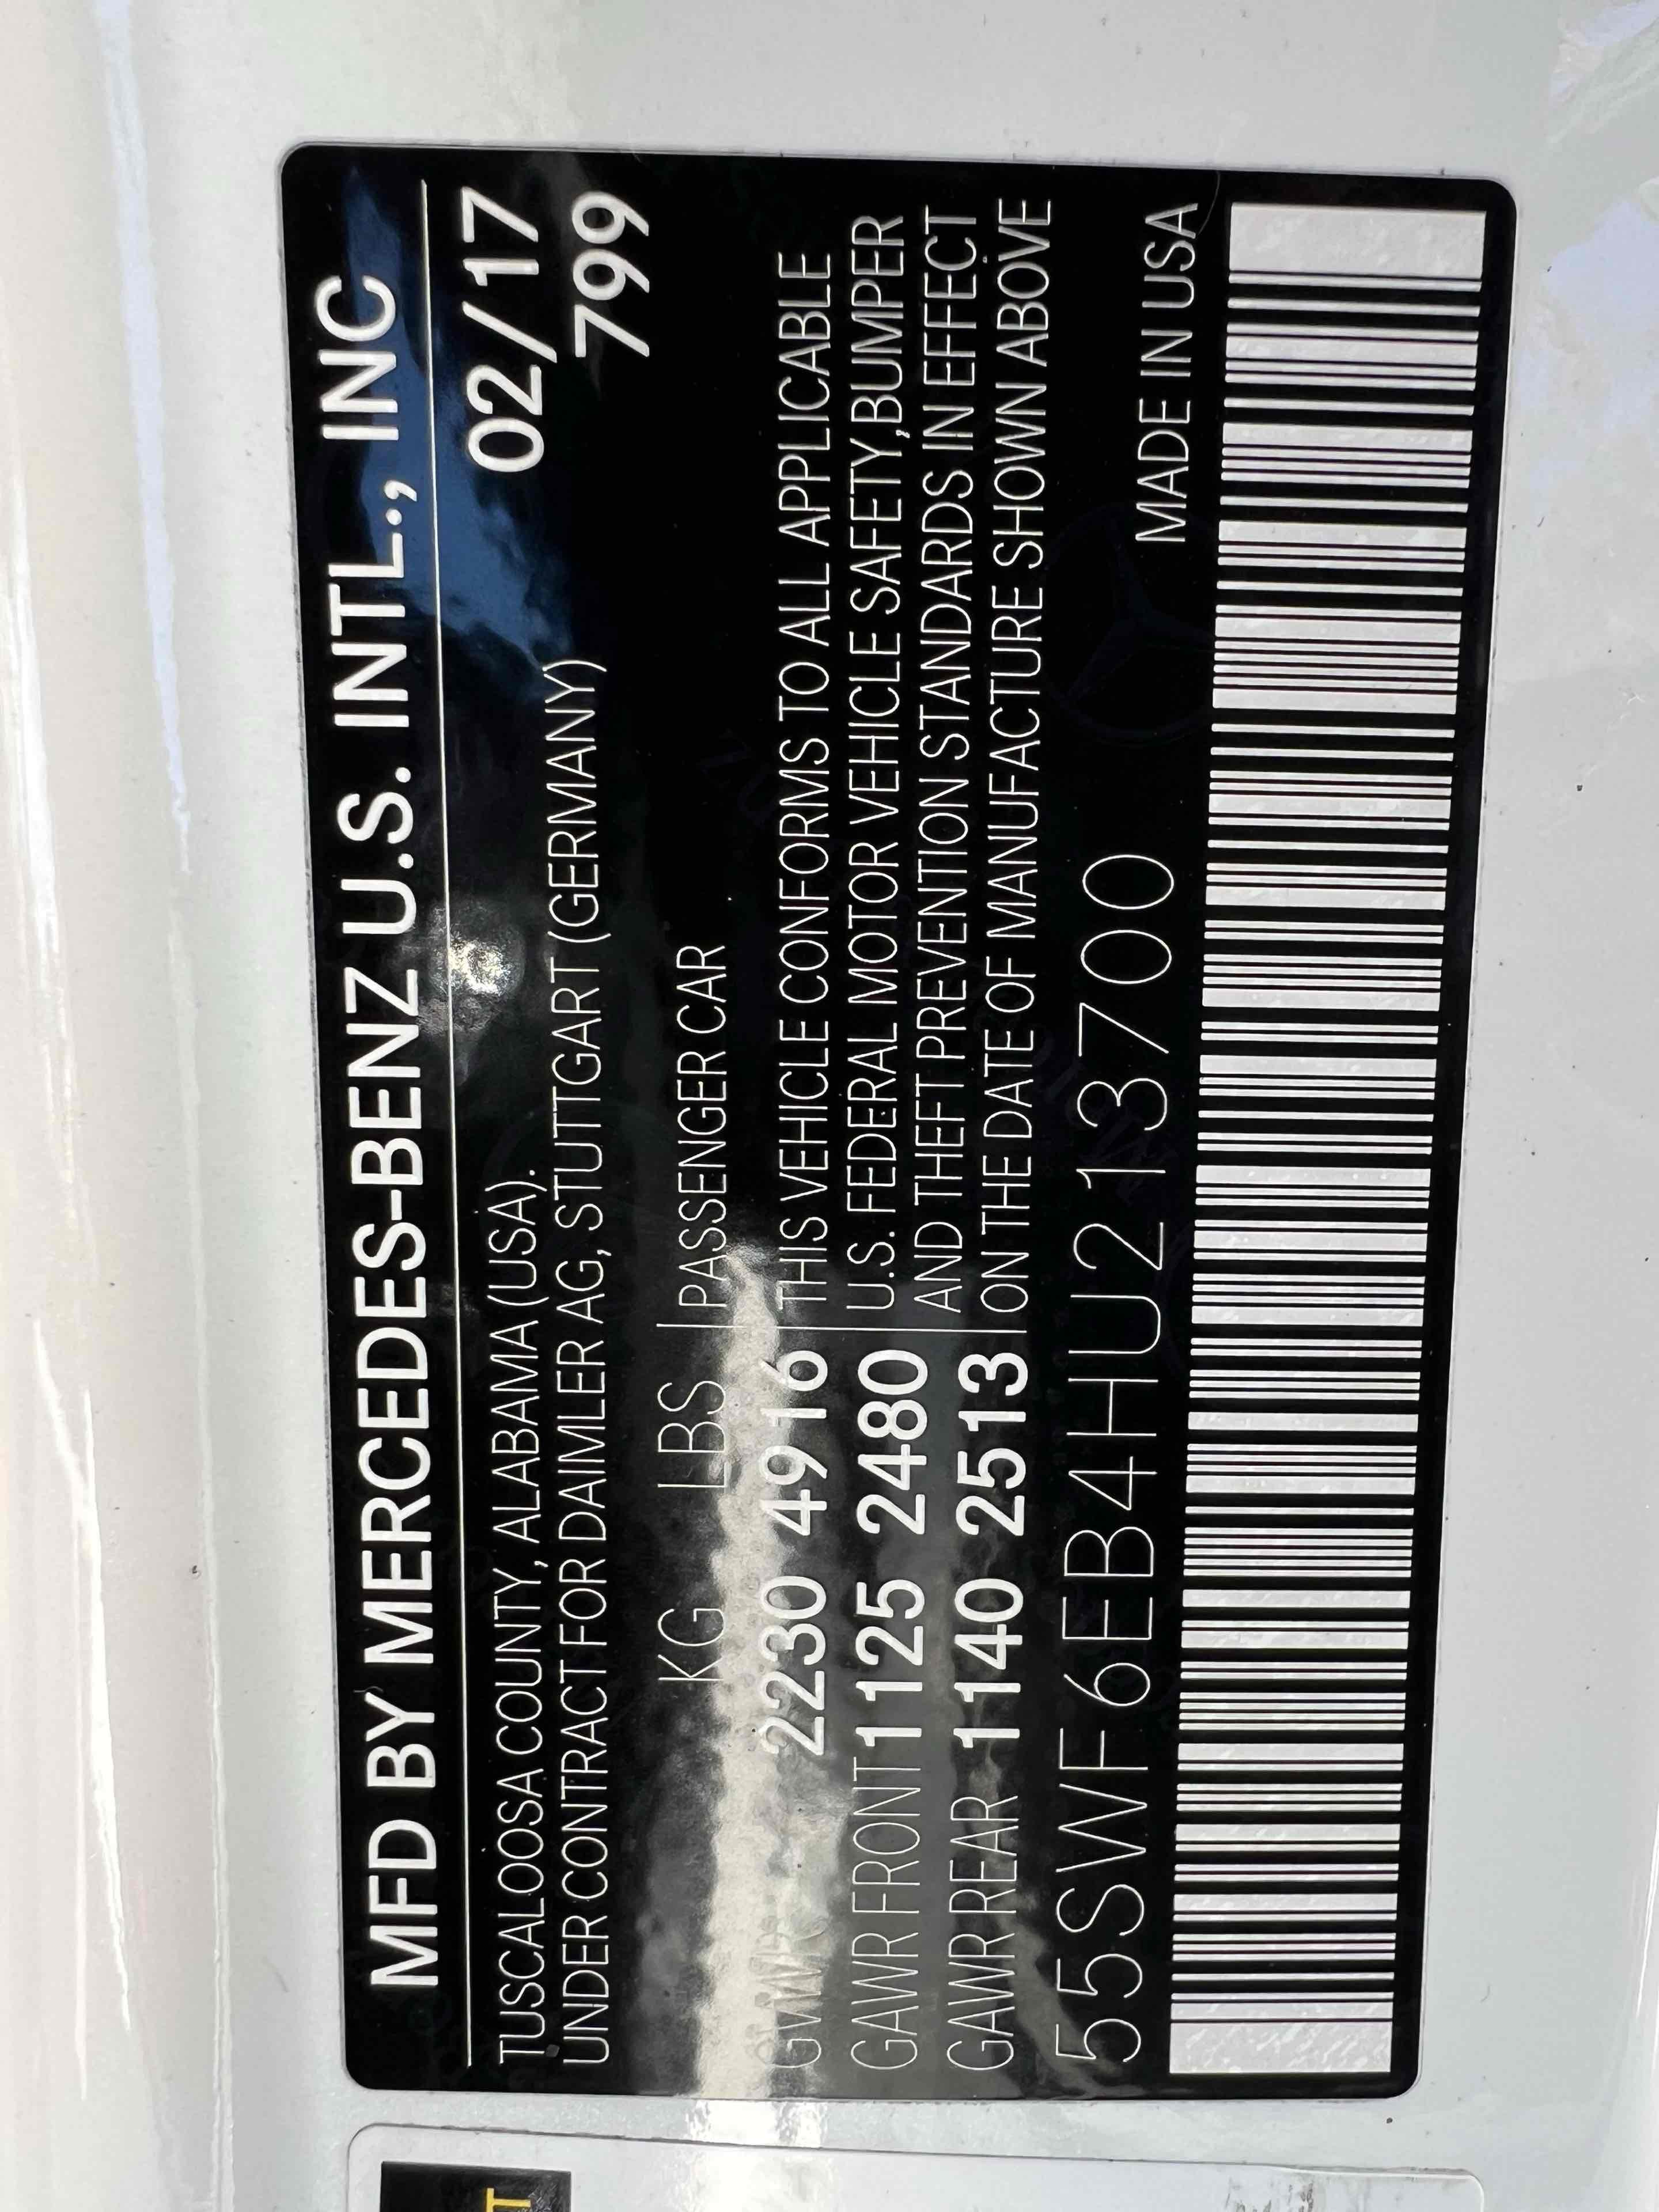 MFD BY MERCEDES-BENZ U.S. INTL., INC
TUSCALOOSA COUNTY, ALABAMA (USA). 02/17
UNDER CONTRACT FOR DAIMLER AG, STUTTGART (GERMANY) 799
KG LBS PASSENGER CAR
GVWR 2230 4916 THIS VEHICLE CONFORMS TO ALL APPLICABLE
GAWR FRONT 1125 2480 U.S. FEDERAL MOTOR VEHICLE SAFETY,BUMPER
GAWR REAR 1140 2513 AND THEFT PREVENTION STANDARDS IN EFFECT
ON THE DATE OF MANUFACTURE SHOWN ABOVE
55SWF6EB4HU213700 MADE IN USA